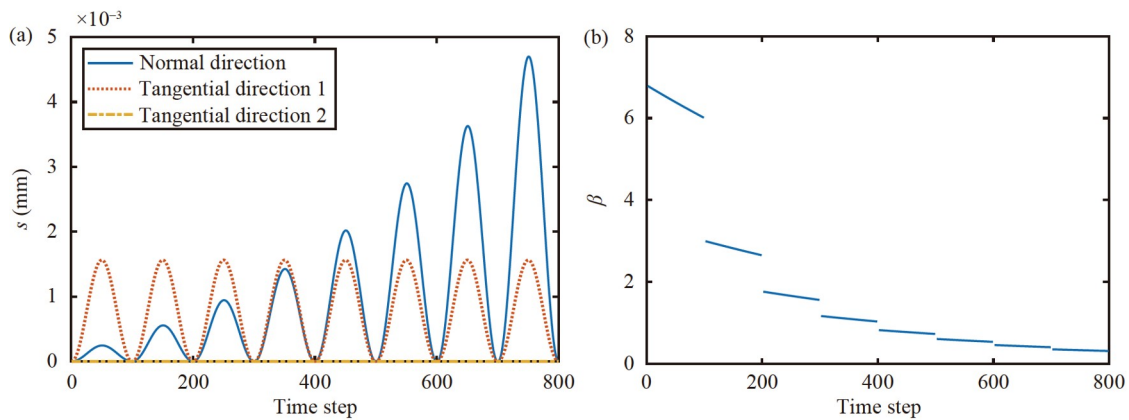 (a)
×10⁻³
5
4
3
2
1
0
s (mm)
Normal direction
Tangential direction 1
Tangential direction 2
0
200
400
600
800
Time step
(b)
8
6
4
2
0
β
0
200
400
600
800
Time step